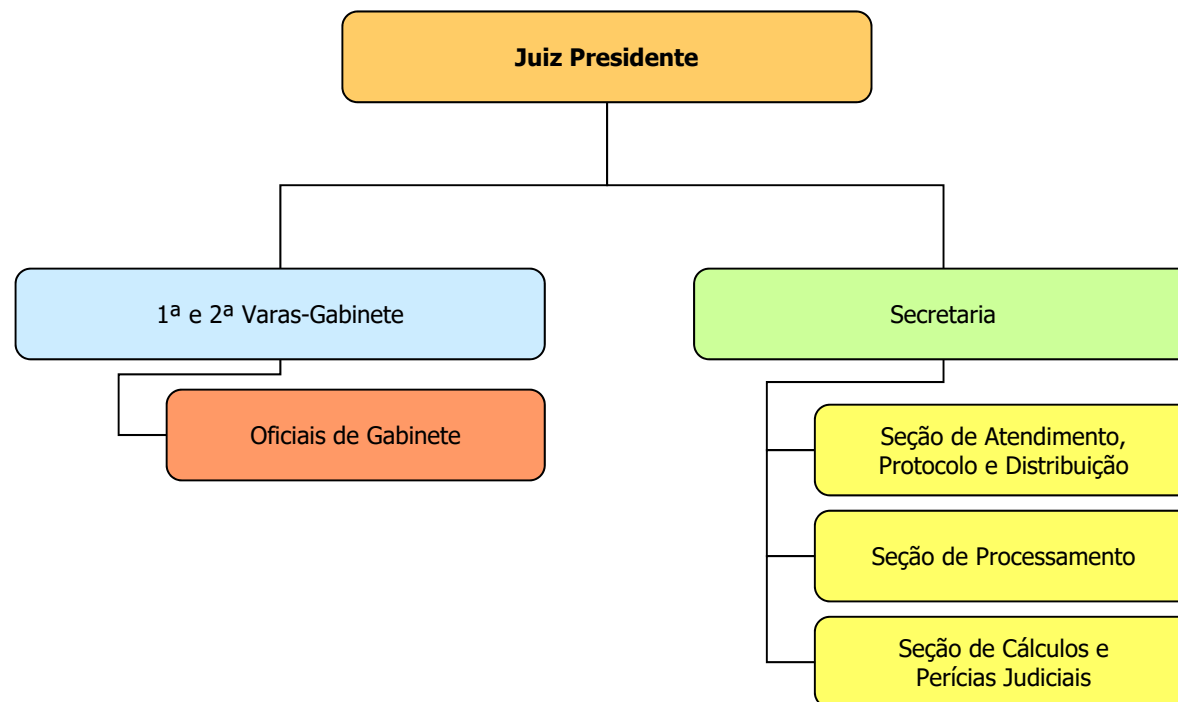 Juiz Presidente
1ª e 2ª Varas-Gabinete
Secretaria
Oficiais de Gabinete
Seção de Atendimento,
Protocolo e Distribuição
Seção de Processamento
Seção de Cálculos e
Perícias Judiciais